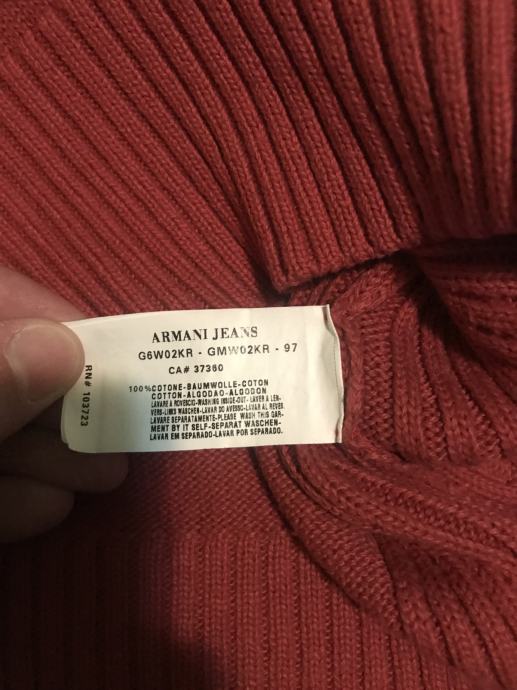 ARMANI JEANS
G6W02KR - GMW02KR - 97
CA# 37360
100%COTONE-BAUMWOLLE-COTON
COTTON-ALGODAO-ALGODON
LAVARE A ROVESCIO-WASHING INSIDE-OUT- LAVER A LEN-
VERS-LINKS WASCHEN-LAVAR DO AVESSO-LAVAR AL REVES.
LAVARE SEPARATAMENTE-PLEASE WASH THIS GAR-
MENT BY IT SELF-SEPARAT WASCHEN-
LAVAR EM SEPARADO-LAVAR POR SEPARADO.
RN# 103723